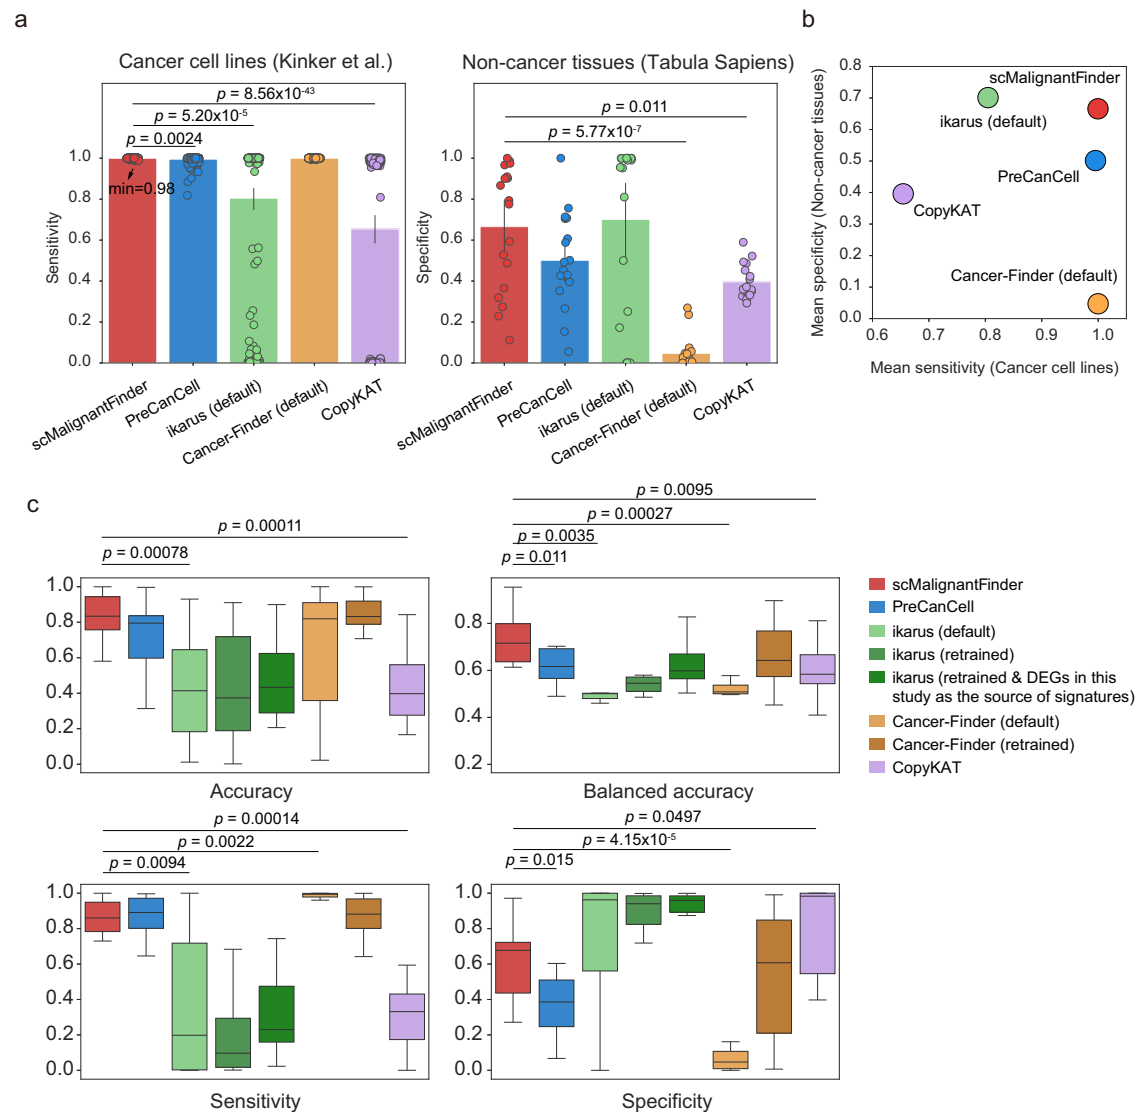 a
b
Cancer cell lines (Kinker et al.)
Non-cancer tissues (Tabula Sapiens)
p = 8.56x10-43
p = 5.20x10-5
p = 0.0024
min=0.98
Sensitivity
1.0
0.8
0.6
0.4
0.2
0.0
scMalignantFinder
PreCanCell
ikarus (default)
Cancer-Finder (default)
CopyKAT
p = 0.011
p = 5.77x10-7
Specificity
1.0
0.8
0.6
0.4
0.2
0.0
scMalignantFinder
PreCanCell
ikarus (default)
Cancer-Finder (default)
CopyKAT
Mean specificity (Non-cancer tissues)
0.8
0.7
0.6
0.5
0.4
0.3
0.2
0.1
0.0
scMalignantFinder
ikarus (default)
PreCanCell
CopyKAT
Cancer-Finder (default)
0.6
0.7
0.8
0.9
1.0
Mean sensitivity (Cancer cell lines)
c
p = 0.00011
p = 0.00078
1.0
0.8
0.6
0.4
0.2
0.0
Accuracy
p = 0.0095
p = 0.00027
p = 0.0035
p = 0.011
0.8
0.6
0.4
0.2
Balanced accuracy
scMalignantFinder
PreCanCell
ikarus (default)
ikarus (retrained)
ikarus (retrained & DEGs in this
study as the source of signatures)
Cancer-Finder (default)
Cancer-Finder (retrained)
CopyKAT
p = 0.00014
p = 0.0022
p = 0.0094
1.0
0.8
0.6
0.4
0.2
0.0
Sensitivity
p = 0.0497
p = 4.15x10-5
p = 0.015
1.0
0.8
0.6
0.4
0.2
0.0
Specificity